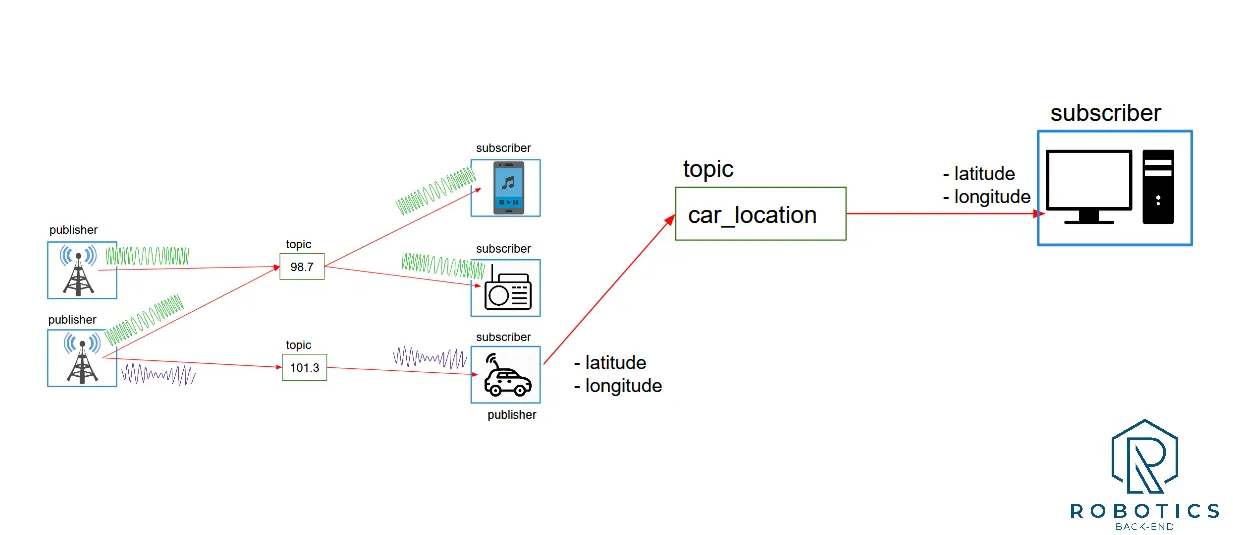 subscriber
publisher
topic
98.7
subscriber
publisher
topic
101.3
subscriber
publisher
- latitude
- longitude
topic
car_location
- latitude
- longitude
subscriber
ROBOTICS
BACK-END